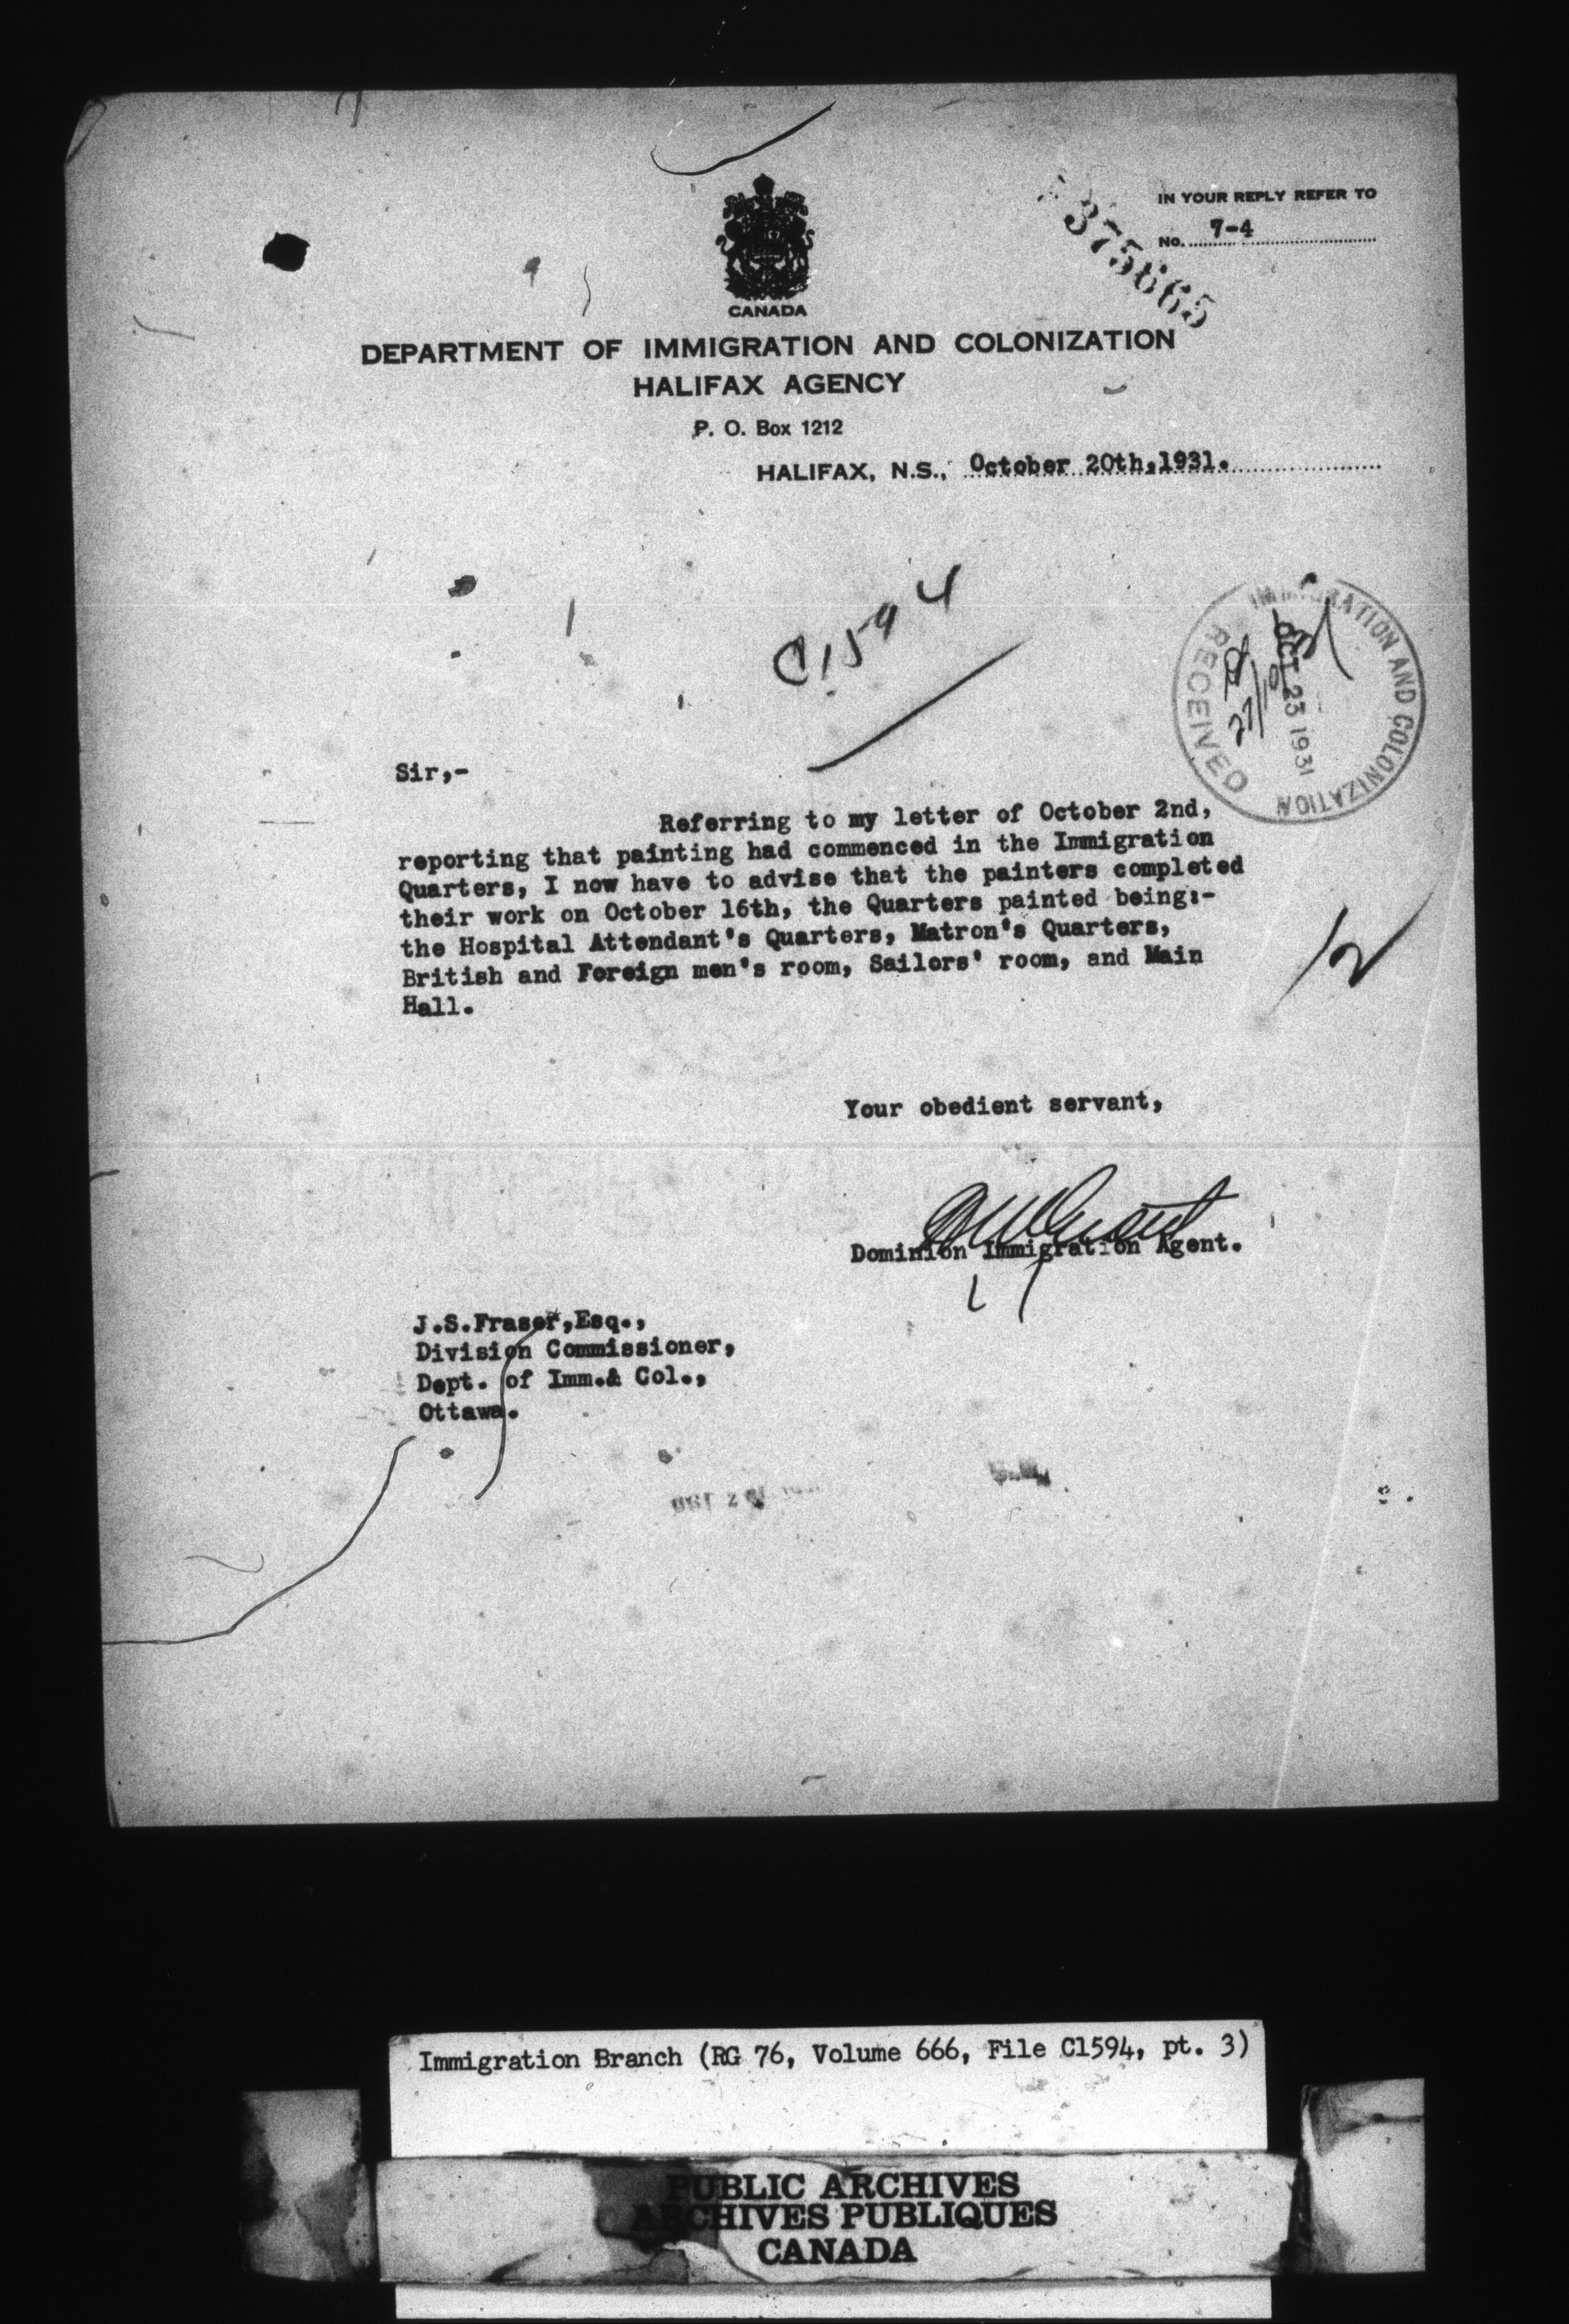 IN YOUR REPLY REFER TO
No. 7-4
375665
CANADA
DEPARTMENT OF IMMIGRATION AND COLONIZATION
HALIFAX AGENCY
P. O. Box 1212
HALIFAX, N.S., October 20th,1931.
C1594
IMMIGRATION AND COLONIZATION
RECEIVED
OCT 23 1931
27/10
Sir,-
Referring to my letter of October 2nd,
reporting that painting had commenced in the Immigration
Quarters, I now have to advise that the painters completed
their work on October 16th, the Quarters painted being:-
the Hospital Attendant's Quarters, Matron's Quarters,
British and Foreign men's room, Sailors' room, and Main
Hall.
Your obedient servant,
Dominion Immigration Agent.
J.S.Fraser,Esq.,
Division Commissioner,
Dept. of Imm.& Col.,
Ottawa.
Immigration Branch (RG 76, Volume 666, File C1594, pt. 3)
PUBLIC ARCHIVES
ARCHIVES PUBLIQUES
CANADA